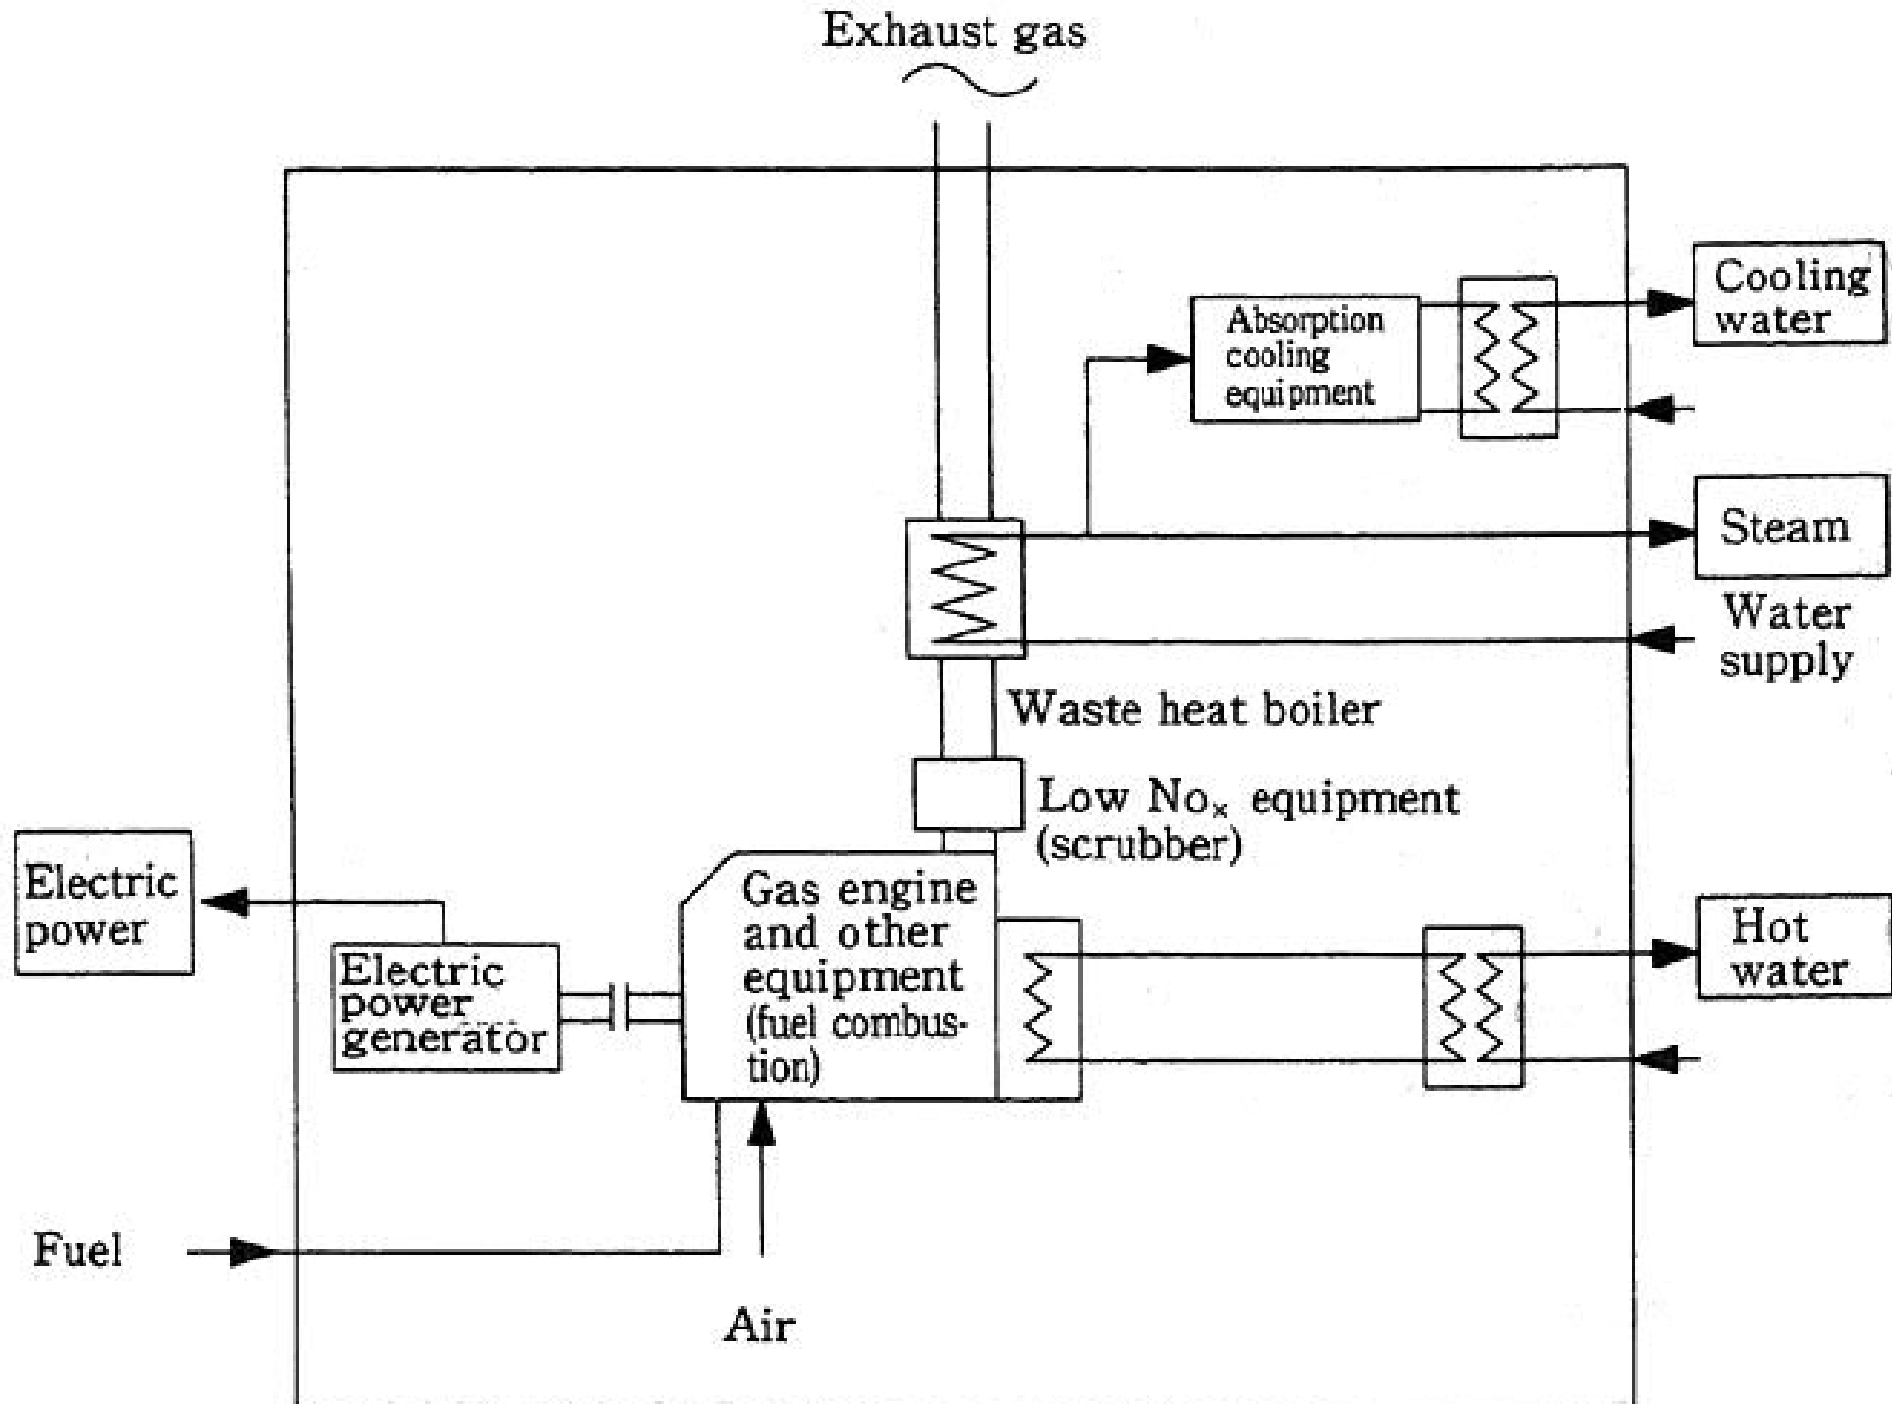 Exhaust gas
Cooling
water
Absorption
cooling
equipment
Steam
Water
supply
Waste heat boiler
Low Noₓ equipment
(scrubber)
Electric
power
Gas engine
and other
equipment
(fuel combus-
tion)
Electric
power
generator
Hot
water
Fuel
Air